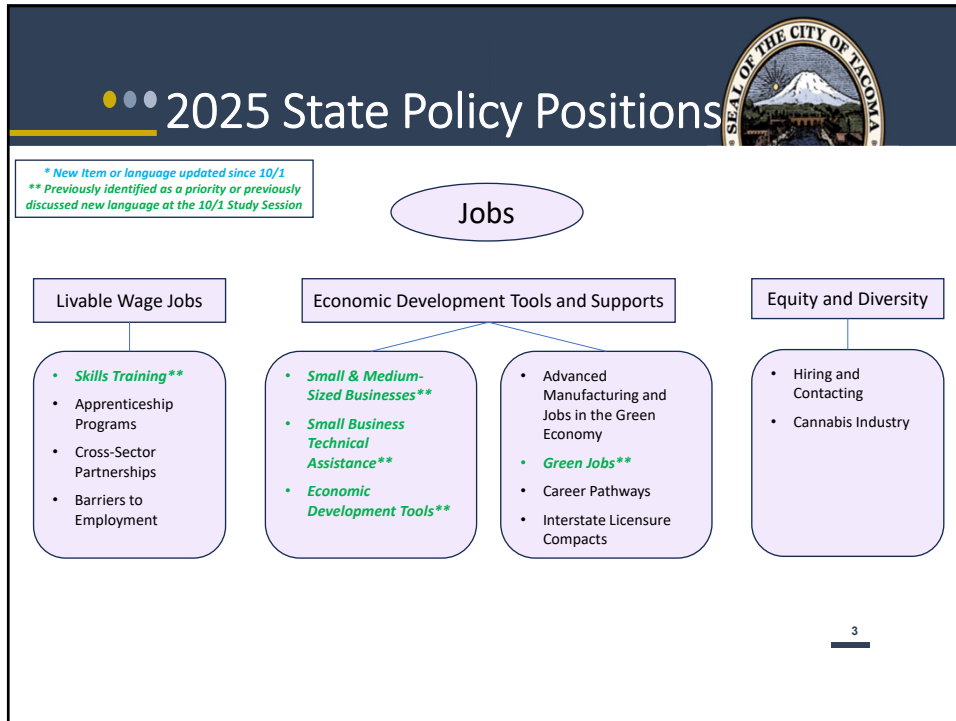 SEAL OF THE CITY OF TACOMA
2025 State Policy Positions
* New Item or language updated since 10/1
** Previously identified as a priority or previously
discussed new language at the 10/1 Study Session
Jobs
Livable Wage Jobs
Economic Development Tools and Supports
Equity and Diversity
• Skills Training**
• Apprenticeship
Programs
• Cross-Sector
Partnerships
• Barriers to
Employment
• Small & Medium-
Sized Businesses**
• Small Business
Technical
Assistance**
• Economic
Development Tools**
• Advanced
Manufacturing and
Jobs in the Green
Economy
• Green Jobs**
• Career Pathways
• Interstate Licensure
Compacts
• Hiring and
Contacting
• Cannabis Industry
3